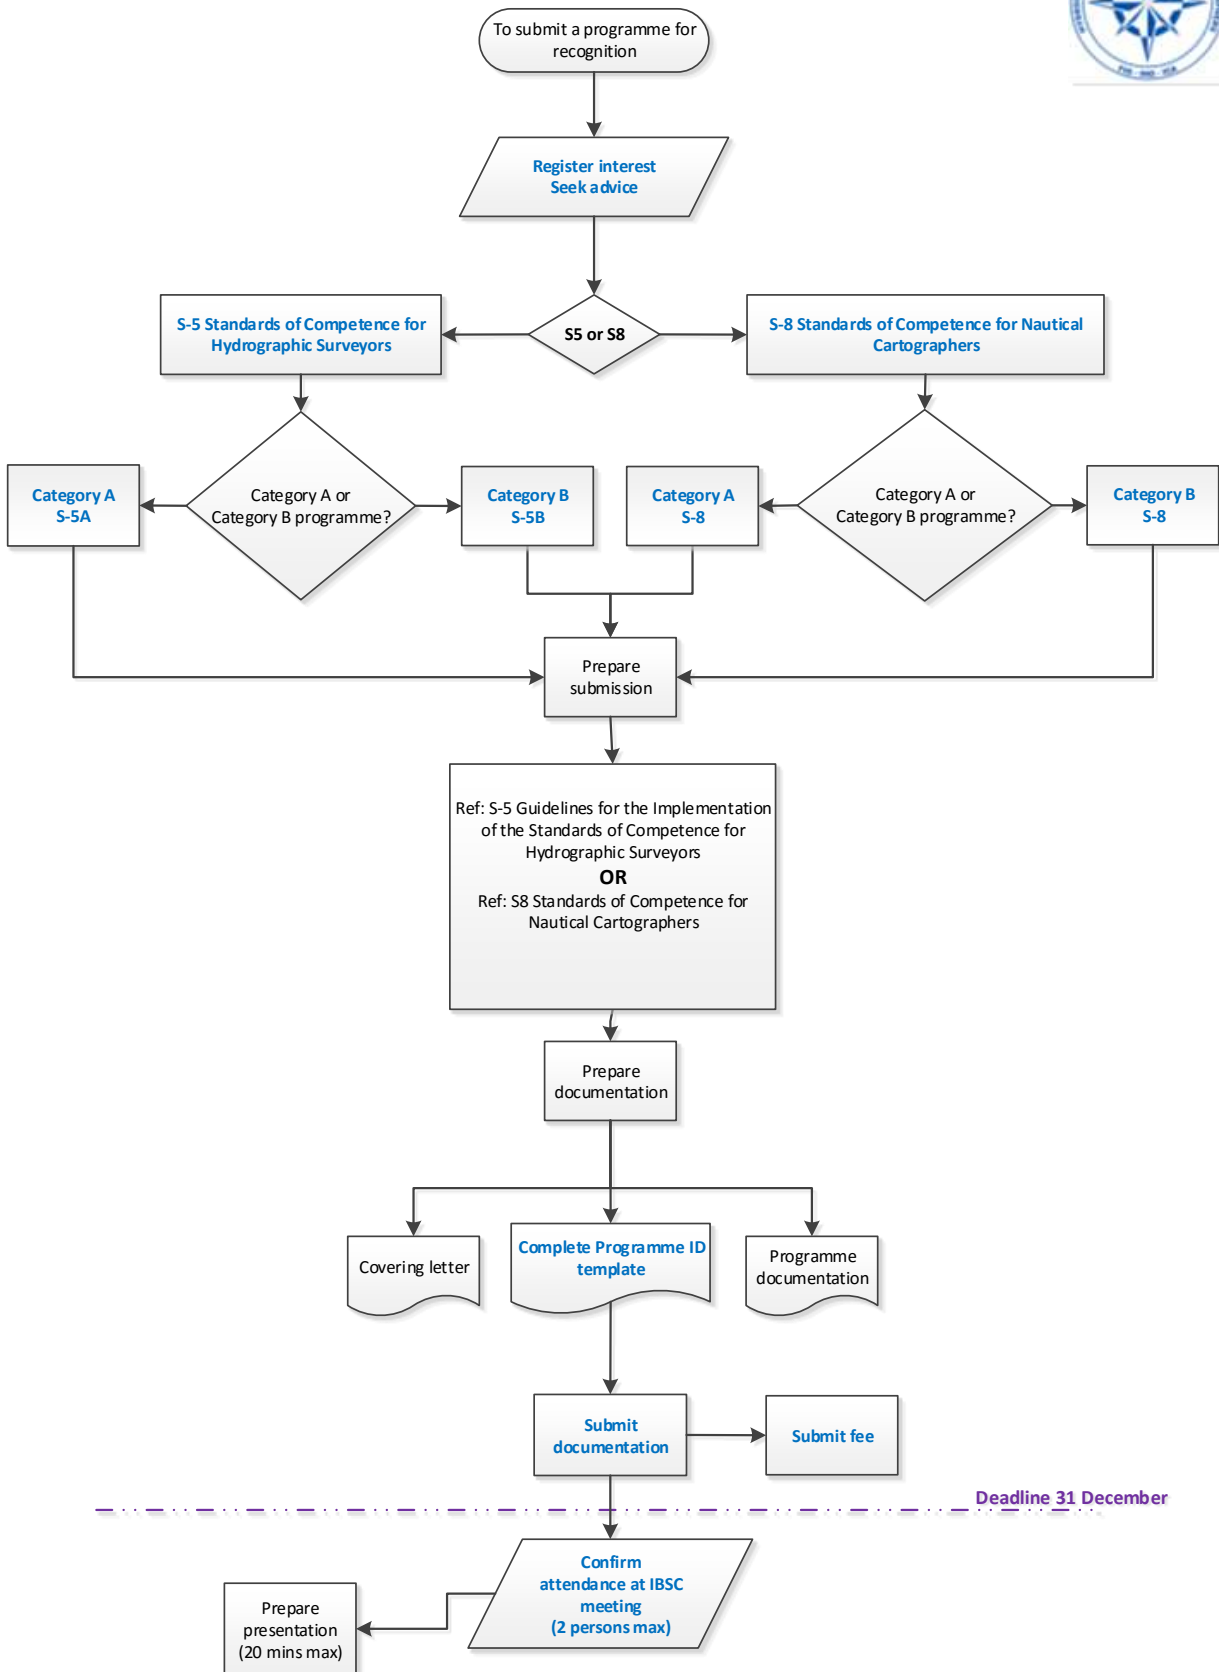 To submit a programme for
recognition
Register interest
Seek advice
S-5 Standards of Competence for
Hydrographic Surveyors
S5 or S8
S-8 Standards of Competence for Nautical
Cartographers
Category A
S-5A
Category A or
Category B programme?
Category B
S-5B
Category A
S-8
Category A or
Category B programme?
Category B
S-8
Prepare
submission
Ref: S-5 Guidelines for the Implementation
of the Standards of Competence for
Hydrographic Surveyors
OR
Ref: S8 Standards of Competence for
Nautical Cartographers
Prepare
documentation
Covering letter
Complete Programme ID
template
Programme
documentation
Submit
documentation
Submit fee
Deadline 31 December
Confirm
attendance at IBSC
meeting
(2 persons max)
Prepare
presentation
(20 mins max)